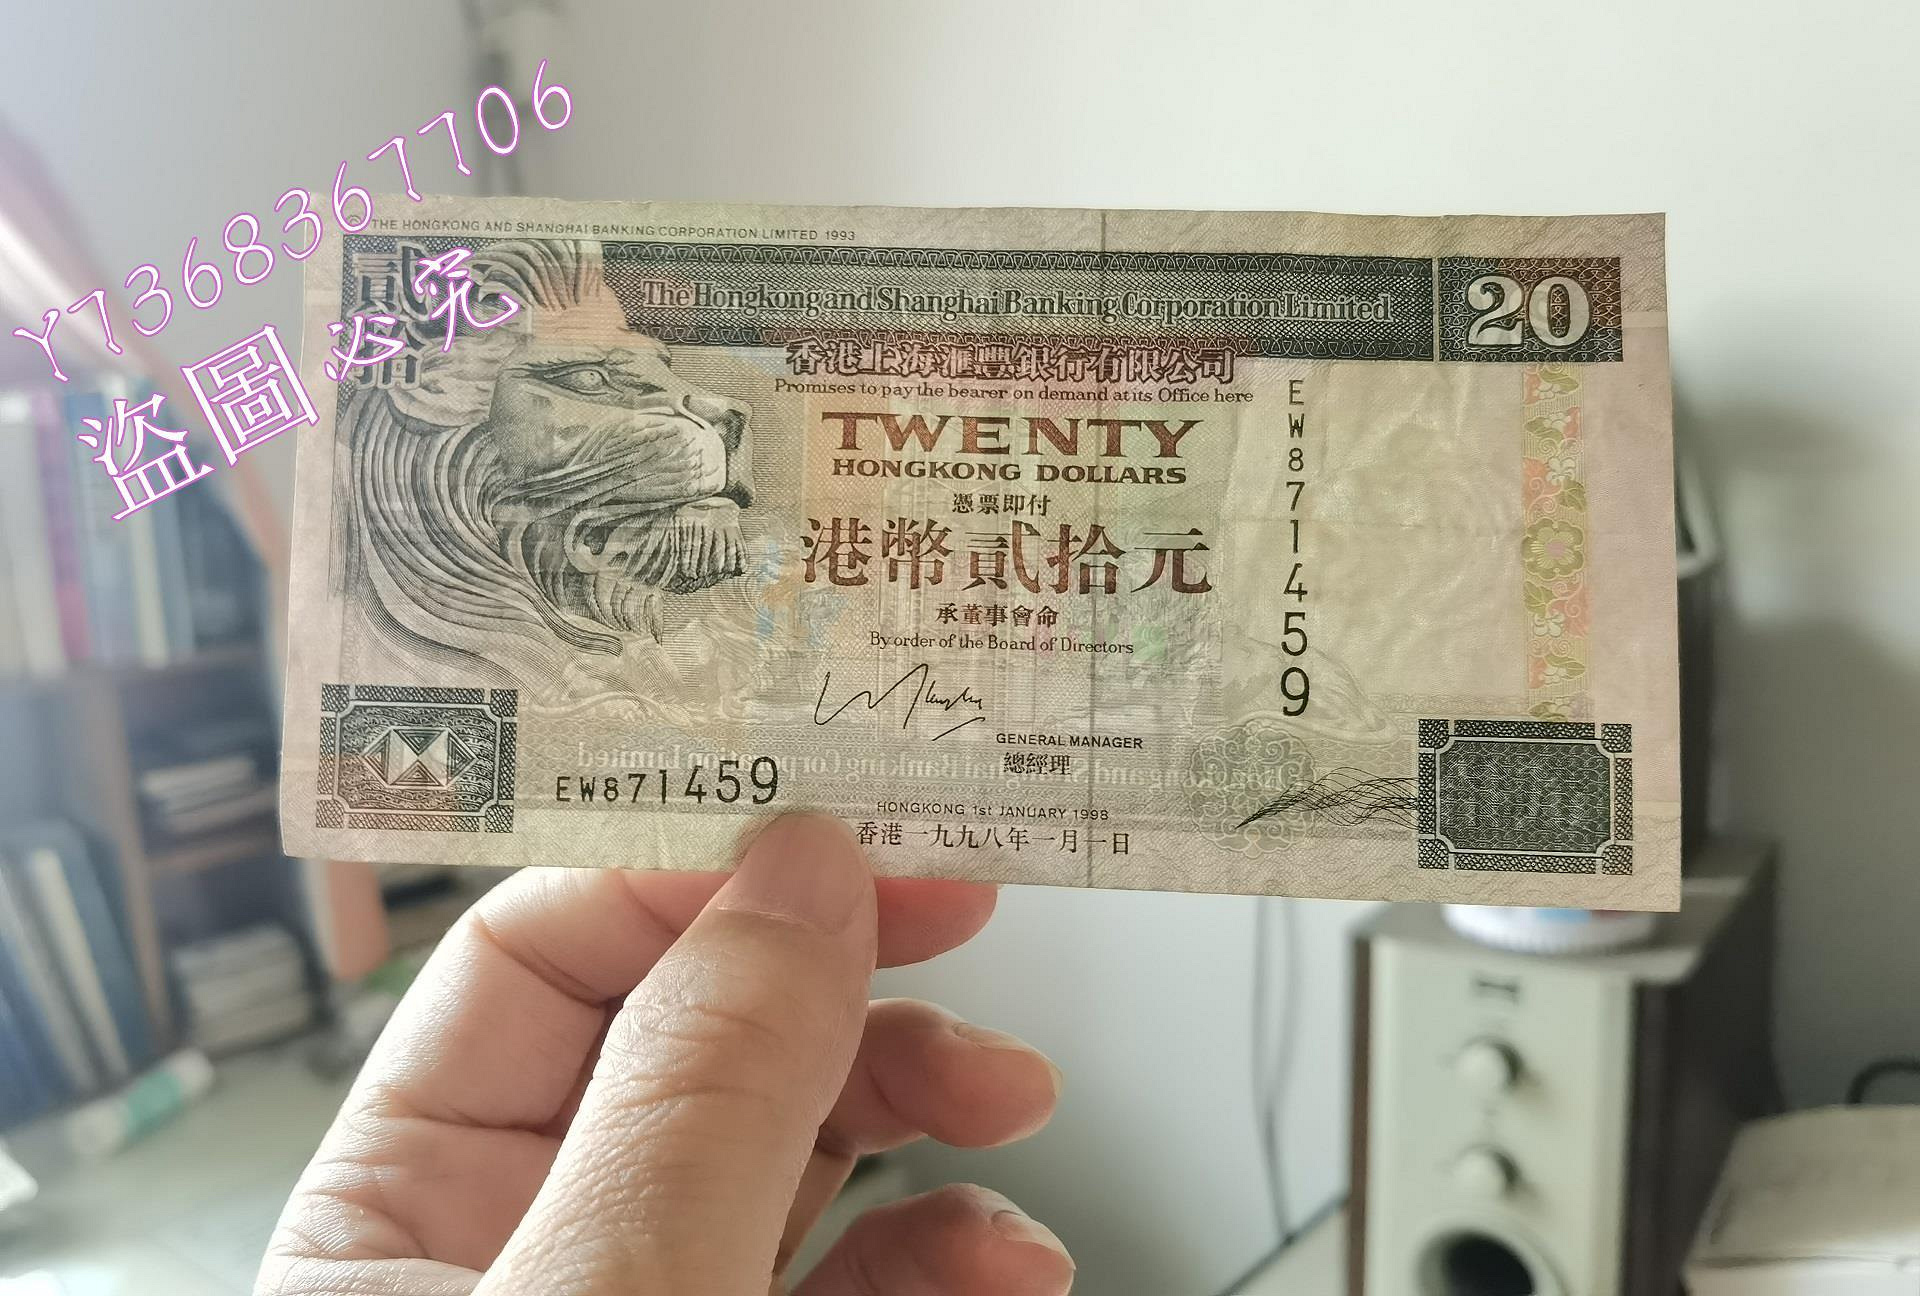 Y7368367706
盜圖必究
THE HONGKONG AND SHANGHAI BANKING CORPORATION LIMITED 1993
貳拾
The Hongkong and Shanghai Banking Corporation Limited
20
香港上海滙豐銀行有限公司
Promises to pay the bearer on demand at its Office here
TWENTY
HONGKONG DOLLARS
憑票即付
港幣貳拾元
承董事會命
By order of the Board of Directors
EW871459
GENERAL MANAGER
總經理
EW871459
HONGKONG 1st JANUARY 1998
香港一九九八年一月一日